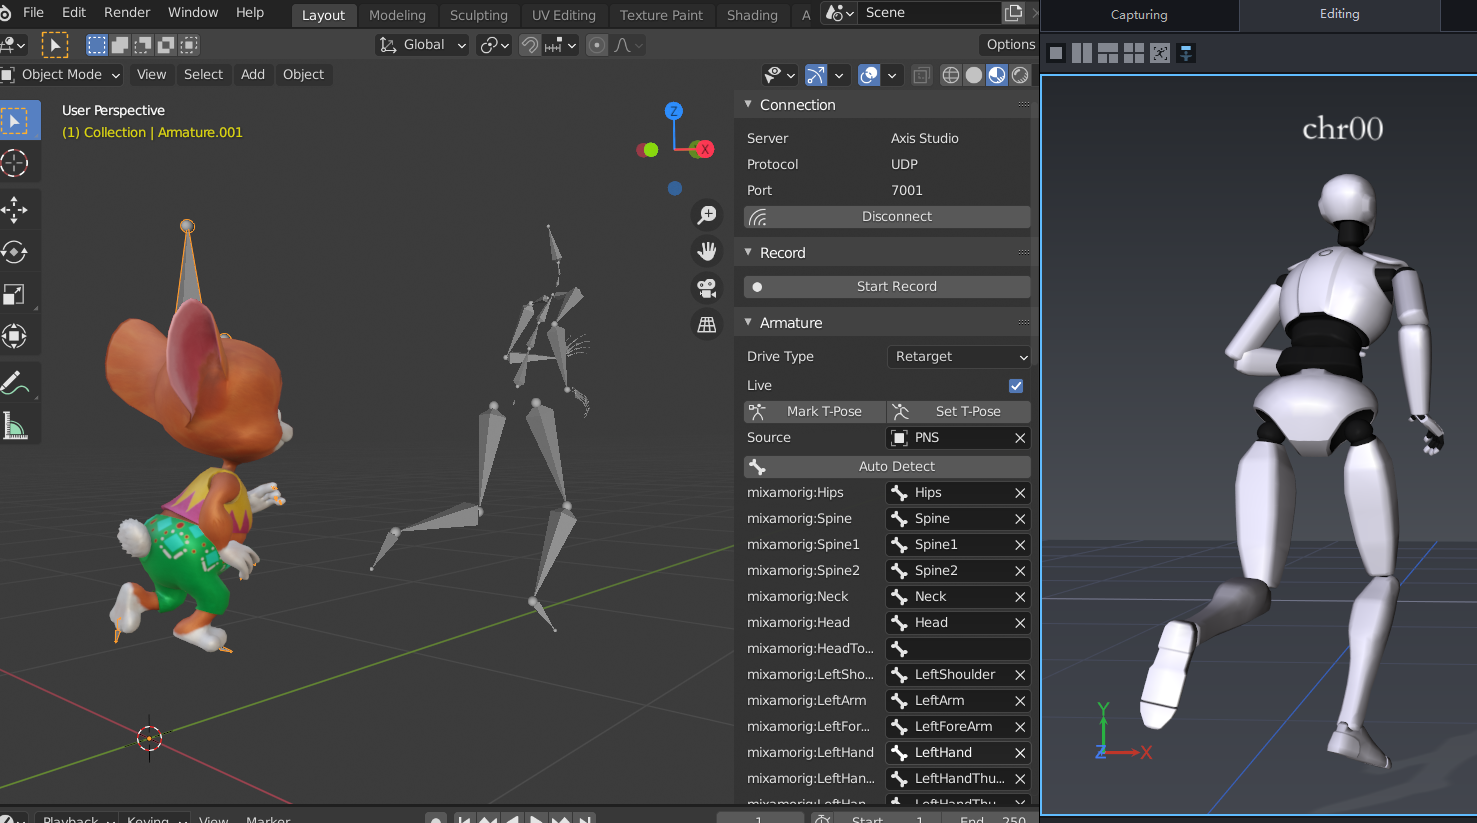 File Edit Render Window Help Layout Modeling Sculpting UV Editing Texture Paint Shading A Scene
Capturing Editing
Global Options
Object Mode View Select Add Object
User Perspective
(1) Collection | Armature.001
Z
X
Connection
Server Axis Studio
Protocol UDP
Port 7001
Disconnect
Record
Start Record
Armature
Drive Type Retarget
Live
Mark T-Pose Set T-Pose
Source PNS
Auto Detect
mixamorig:Hips Hips
mixamorig:Spine Spine
mixamorig:Spine1 Spine1
mixamorig:Spine2 Spine2
mixamorig:Neck Neck
mixamorig:Head Head
mixamorig:HeadTo...
mixamorig:LeftSho... LeftShoulder
mixamorig:LeftArm LeftArm
mixamorig:LeftFor... LeftForeArm
mixamorig:LeftHand LeftHand
mixamorig:LeftHan... LeftHandThu...
mixamorig:LeftHan... LeftHandThu...
chr00
Y
Z X
Playback Keying View Marker 1 Start 1 End 250